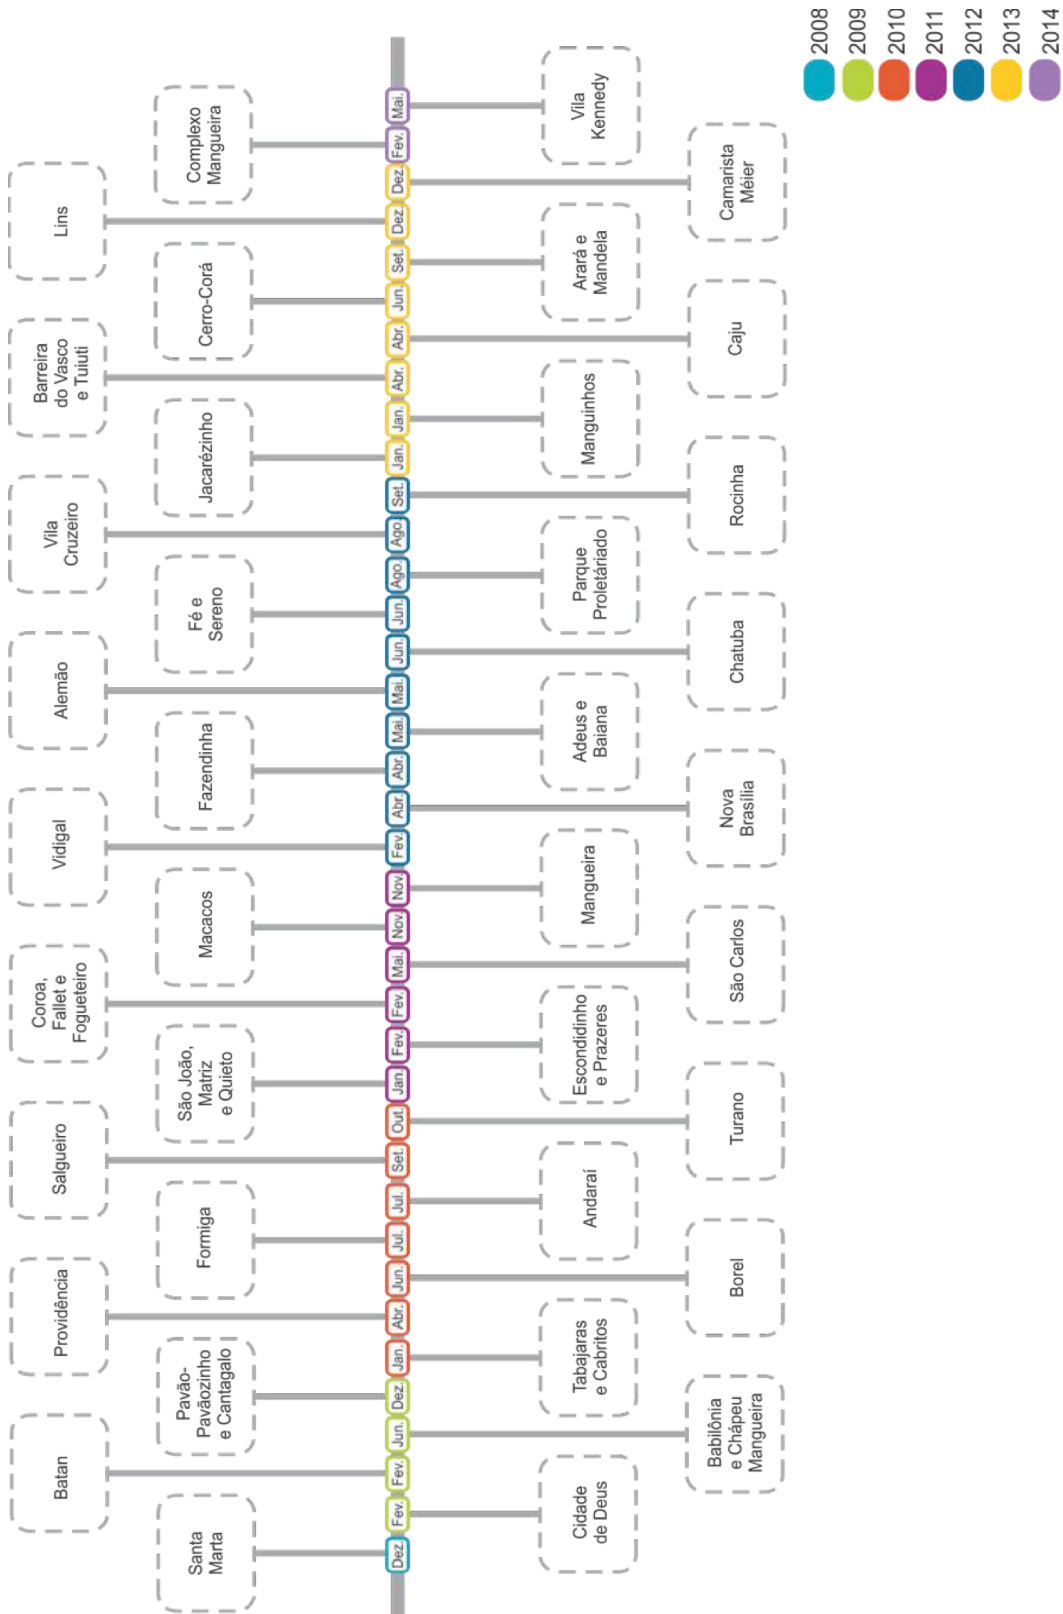 Batan
Providência
Salgueiro
Coroa,
Fallet e
Fogueteiro
Vidigal
Alemão
Vila
Cruzeiro
Barreira
do Vasco
e Tuiuti
Lins
Santa
Marta
Pavão-
Pavãozinho
e Cantagalo
Formiga
São João,
Matriz
e Quieto
Macacos
Fazendinha
Fé e
Sereno
Jacarézinho
Cerro-Corá
Complexo
Mangueira
Dez.
Fev.
Fev.
Jun.
Dez.
Jan.
Abr.
Jun.
Jul.
Jul.
Set.
Out.
Jan.
Fev.
Fev.
Mai.
Nov.
Nov.
Fev.
Abr.
Abr.
Mai.
Mai.
Jun.
Jun.
Ago.
Ago.
Set.
Jan.
Jan.
Abr.
Abr.
Jun.
Set.
Dez.
Dez.
Fev.
Mai.
Cidade
de Deus
Tabajaras
e Cabritos
Andaraí
Escondidinho
e Prazeres
Mangueira
Adeus e
Baiana
Parque
Proletáriado
Manguinhos
Arará e
Mandela
Vila
Kennedy
Babilônia
e Chápeu
Mangueira
Borel
Turano
São Carlos
Nova
Brasília
Chatuba
Rocinha
Caju
Camarista
Méier
2008
2009
2010
2011
2012
2013
2014